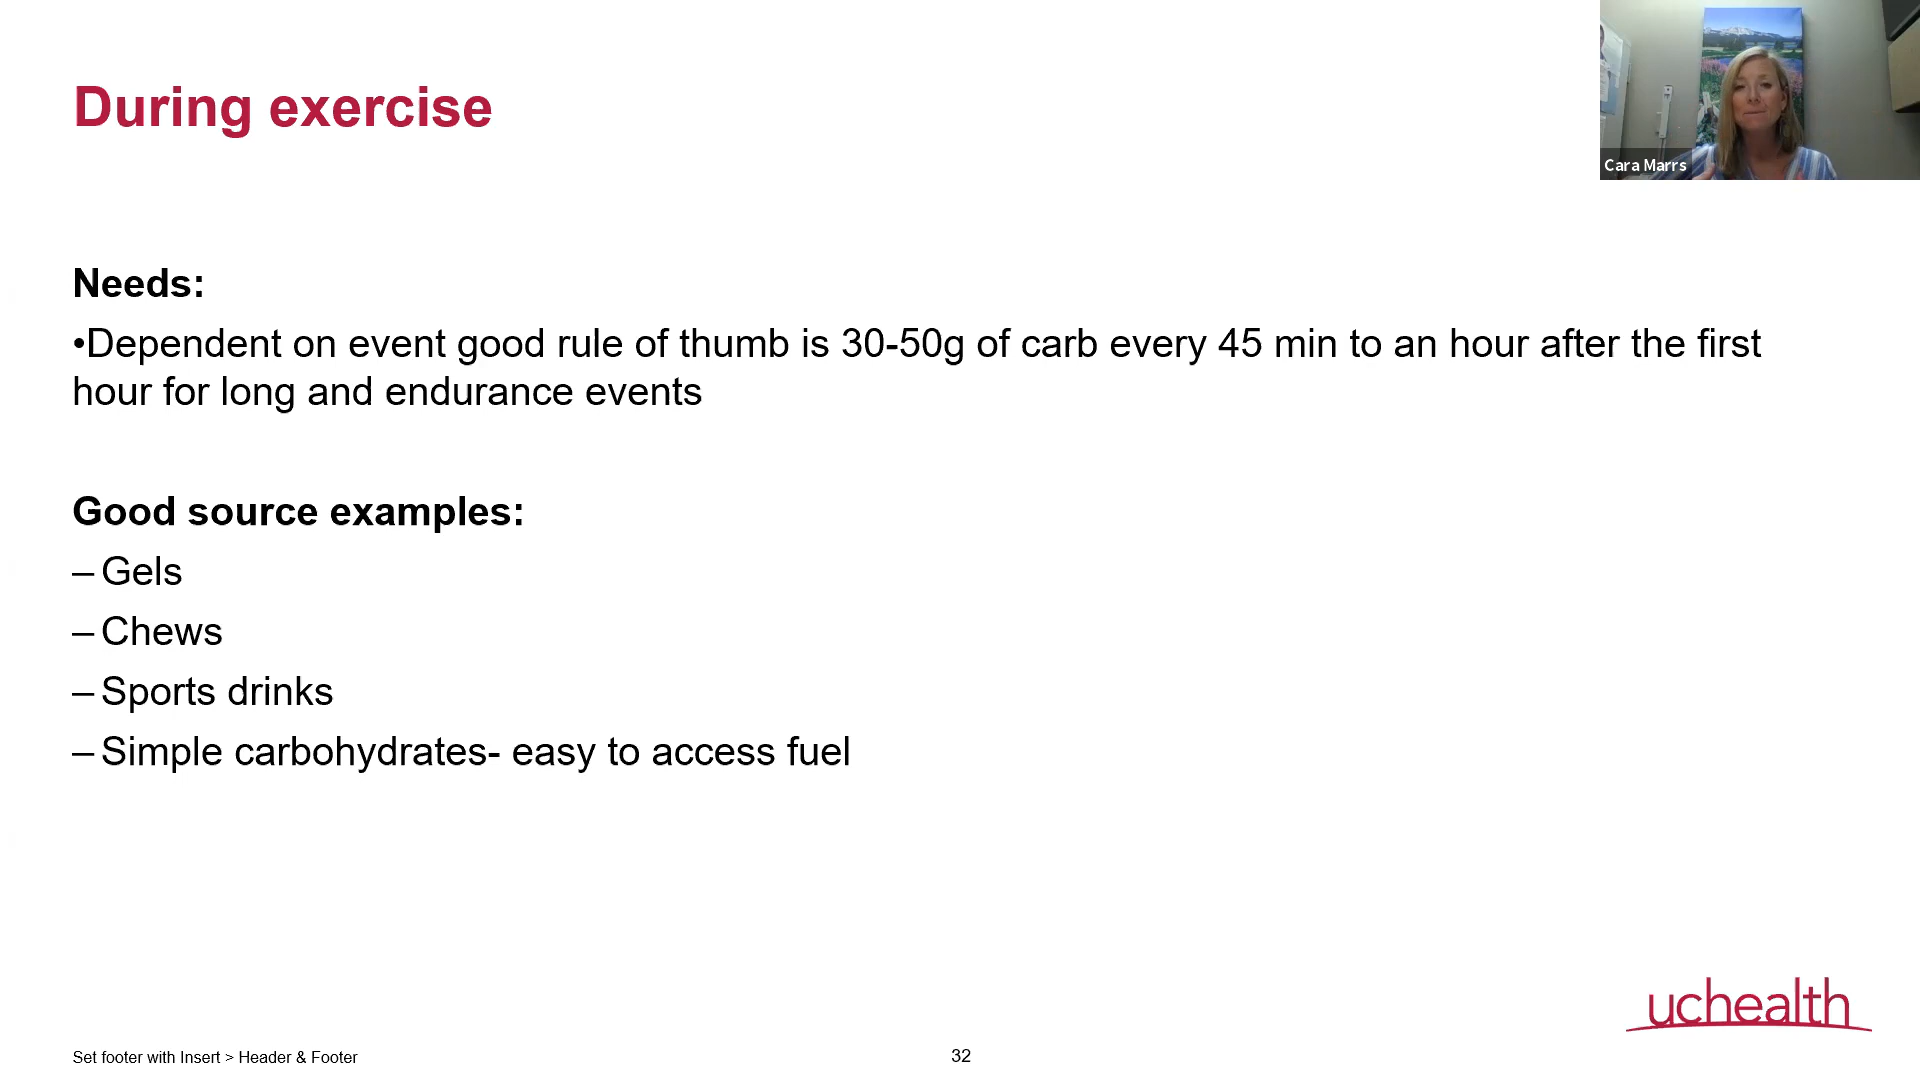 During exercise
Cara Marrs
Needs:
•Dependent on event good rule of thumb is 30-50g of carb every 45 min to an hour after the first
hour for long and endurance events
Good source examples:
– Gels
– Chews
– Sports drinks
– Simple carbohydrates- easy to access fuel
uchealth
Set footer with Insert > Header & Footer
32